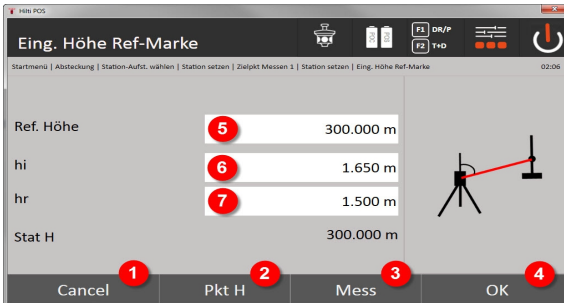 Hilti POS
Eing. Höhe Ref-Marke
POC
POS
F1 DR/P
F2 T+D
Startmenü | Absteckung | Station-Aufst. wählen | Station setzen | Zielpkt Messen 1 | Station setzen | Eing. Höhe Ref-Marke 02:06
Ref. Höhe 5 300.000 m
hi 6 1.650 m
hr 7 1.500 m
Stat H 300.000 m
1 2 3 4
Cancel Pkt H Mess OK